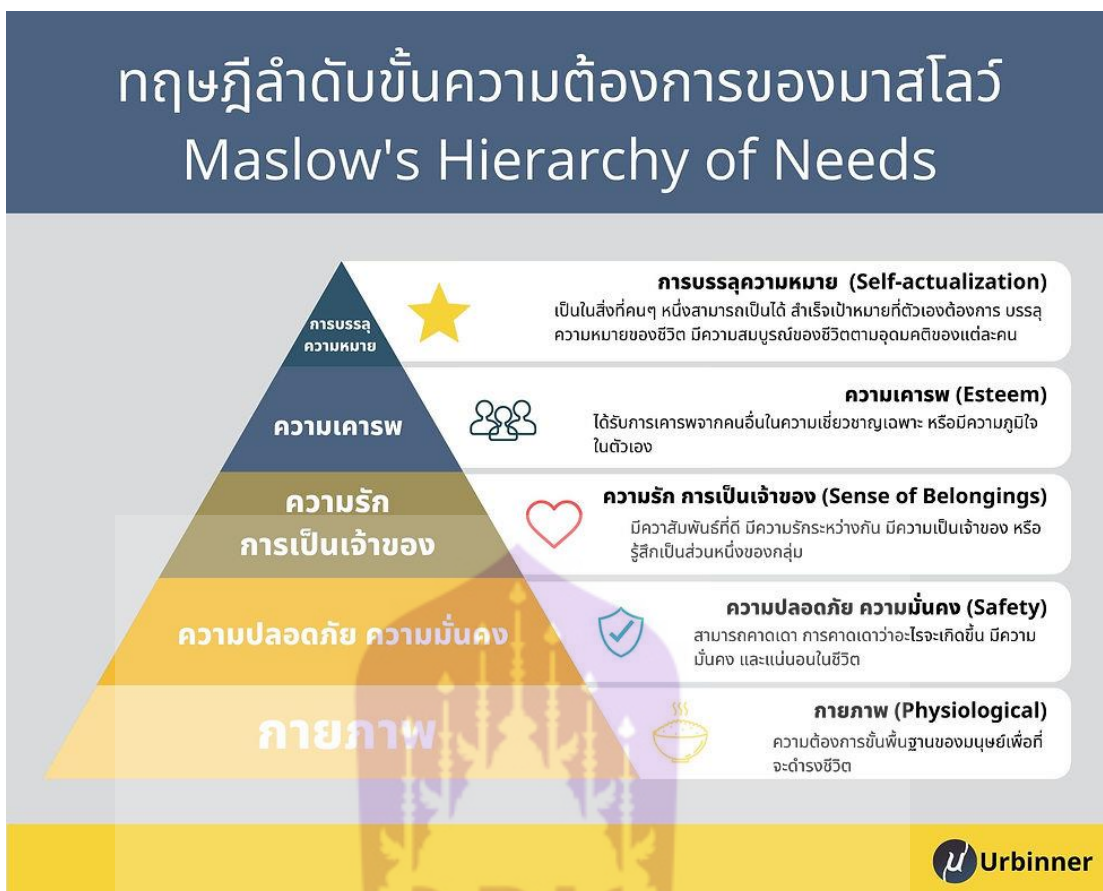 ทฤษฎีลำดับขั้นความต้องการของมาสโลว์
Maslow's Hierarchy of Needs
การบรรลุ
ความหมาย
การบรรลุความหมาย (Self-actualization)
เป็นในสิ่งที่คนๆ หนึ่งสามารถเป็นได้ สำเร็จเป้าหมายที่ตัวเองต้องการ บรรลุ
ความหมายของชีวิต มีความสมบูรณ์ของชีวิตตามอุดมคติของแต่ละคน
ความเคารพ
ความเคารพ (Esteem)
ได้รับการเคารพจากคนอื่นในความเชี่ยวชาญเฉพาะ หรือมีความภูมิใจ
ในตัวเอง
ความรัก
การเป็นเจ้าของ
ความรัก การเป็นเจ้าของ (Sense of Belongings)
มีควาสัมพันธ์ที่ดี มีความรักระหว่างกัน มีความเป็นเจ้าของ หรือ
รู้สึกเป็นส่วนหนึ่งของกลุ่ม
ความปลอดภัย ความมั่นคง
ความปลอดภัย ความมั่นคง (Safety)
สามารถคาดเดา การคาดเดาว่าอะไรจะเกิดขึ้น มีความ
มั่นคง และแน่นอนในชีวิต
กายภาพ
กายภาพ (Physiological)
ความต้องการขั้นพื้นฐานของมนุษย์เพื่อที่
จะดำรงชีวิต
Urbinner